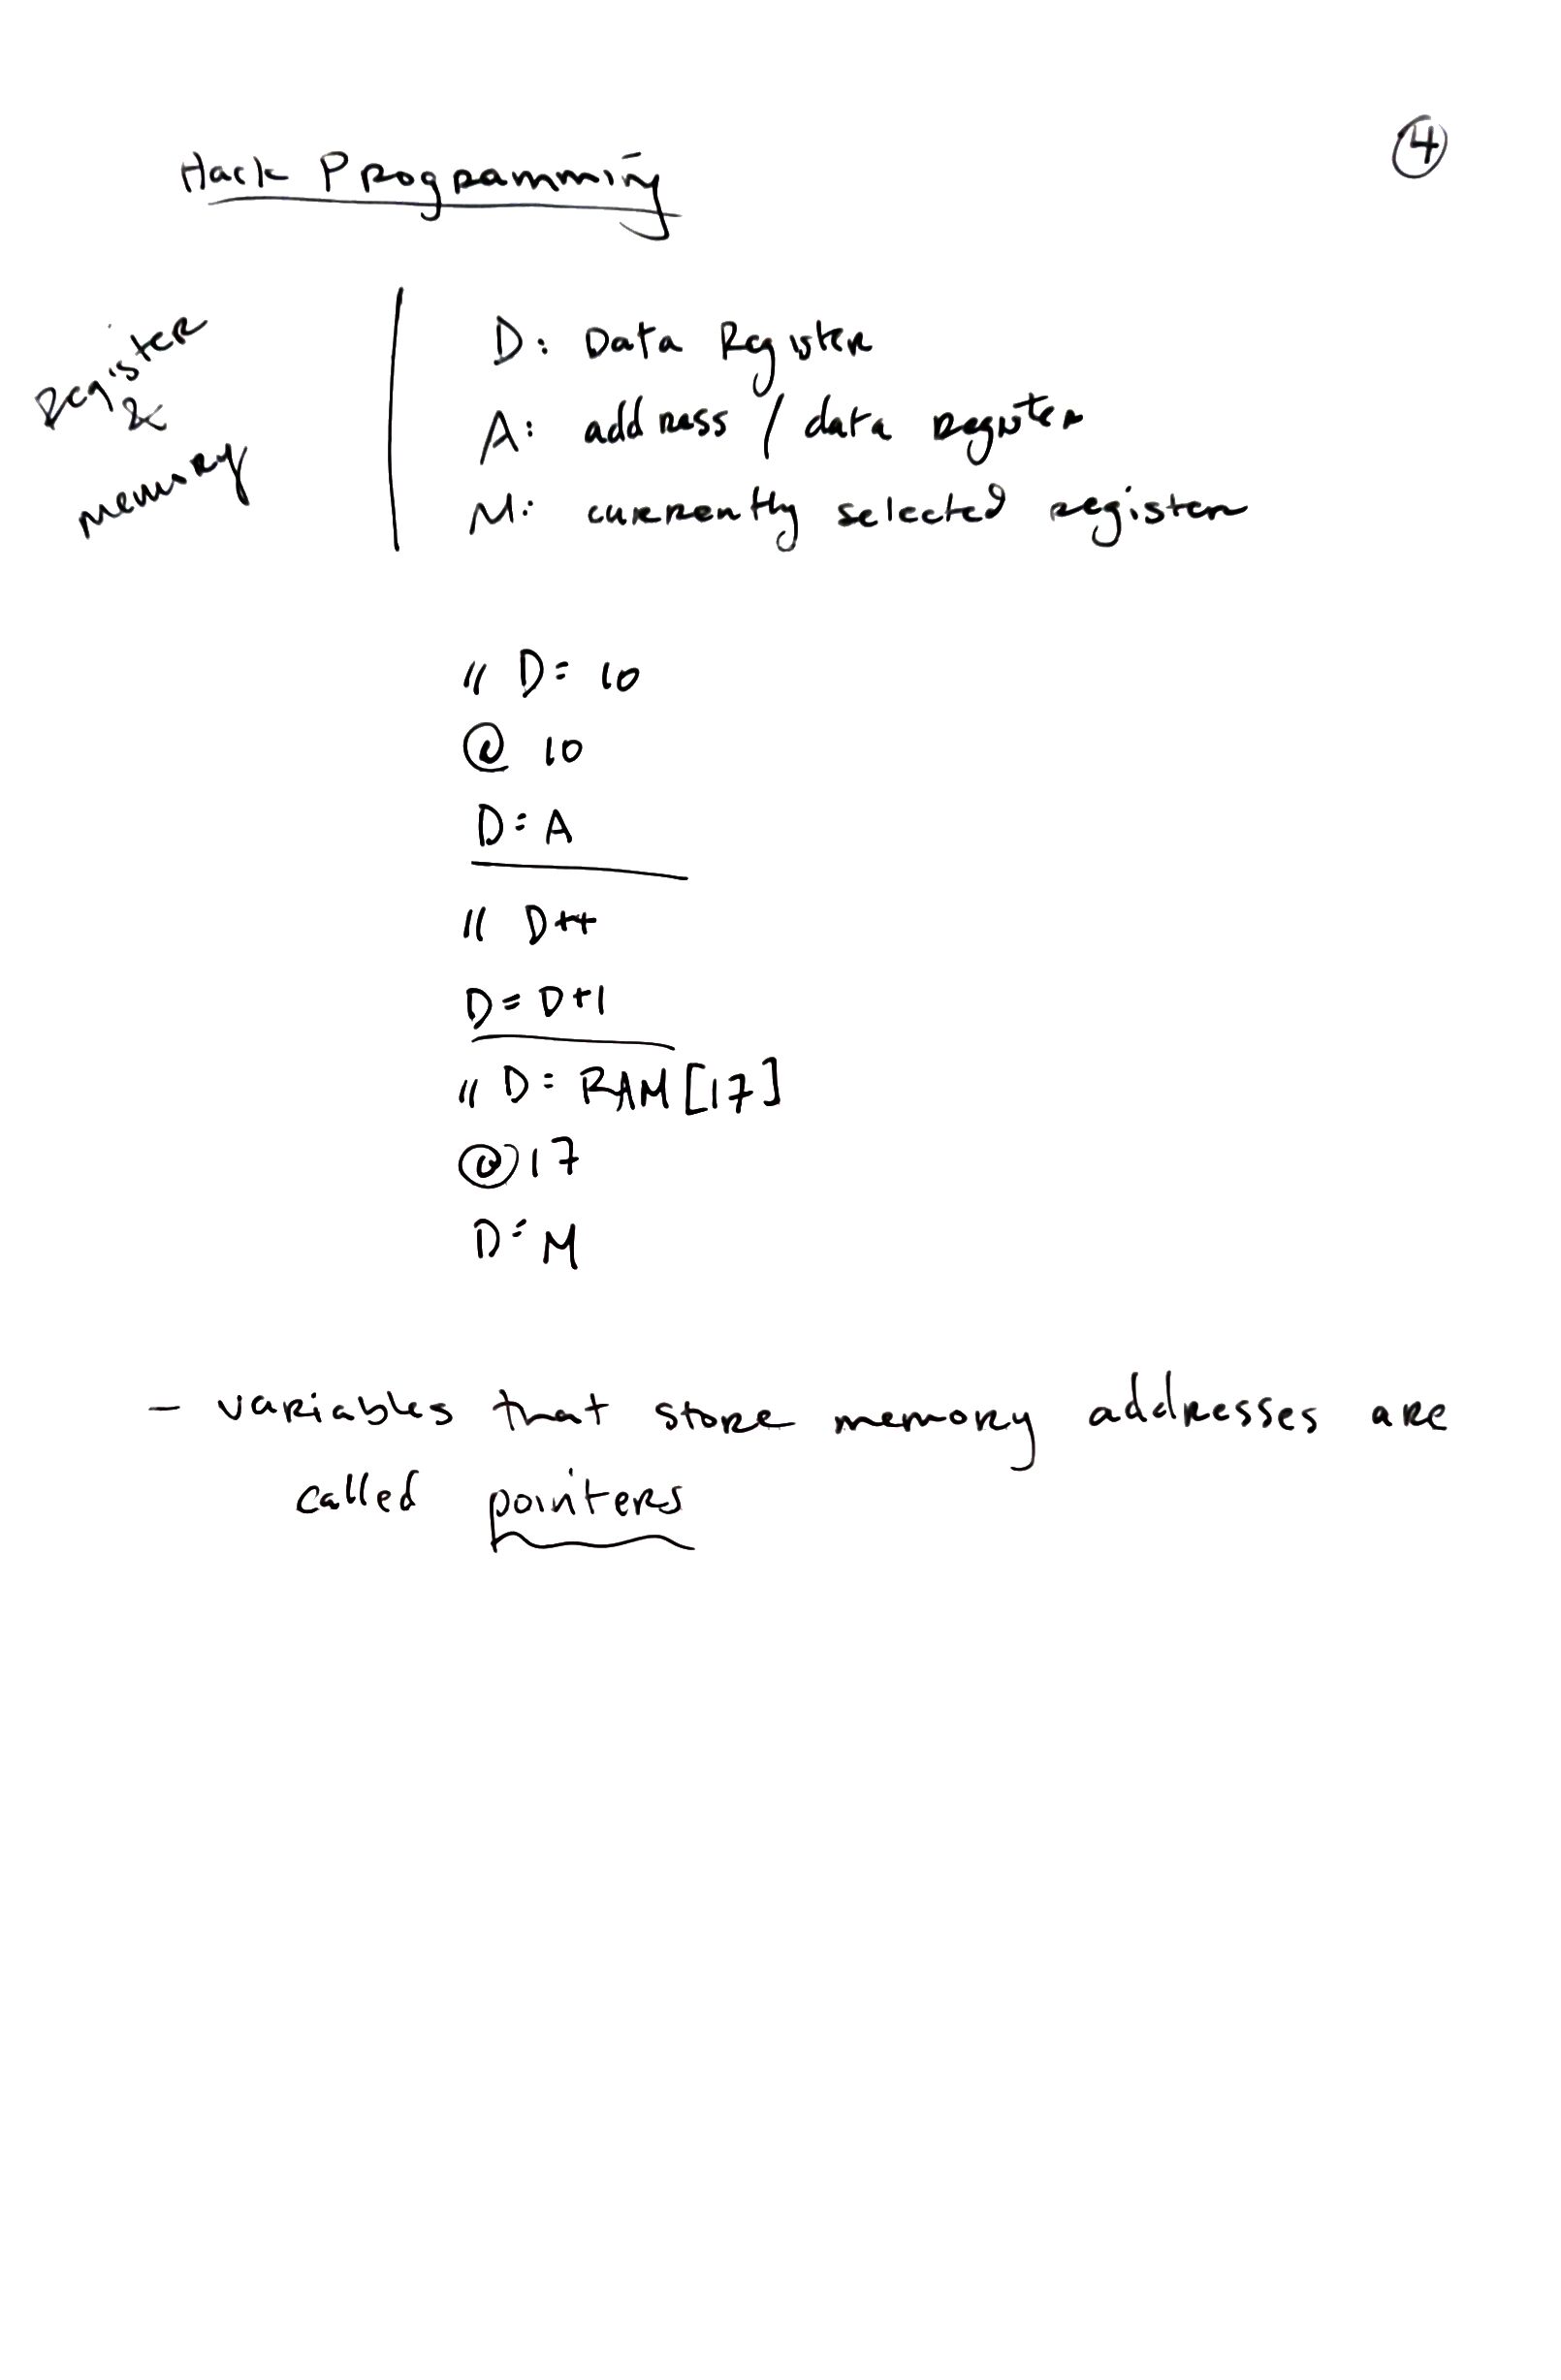 Hack Programming
4
Register
&
memory
D: Data Register
A: address / data register
M: currently selected register
// D = 10
@ 10
D = A
// D++
D = D+1
// D = RAM [17]
@ 17
D = M
- variables that store memory addresses are
called pointers